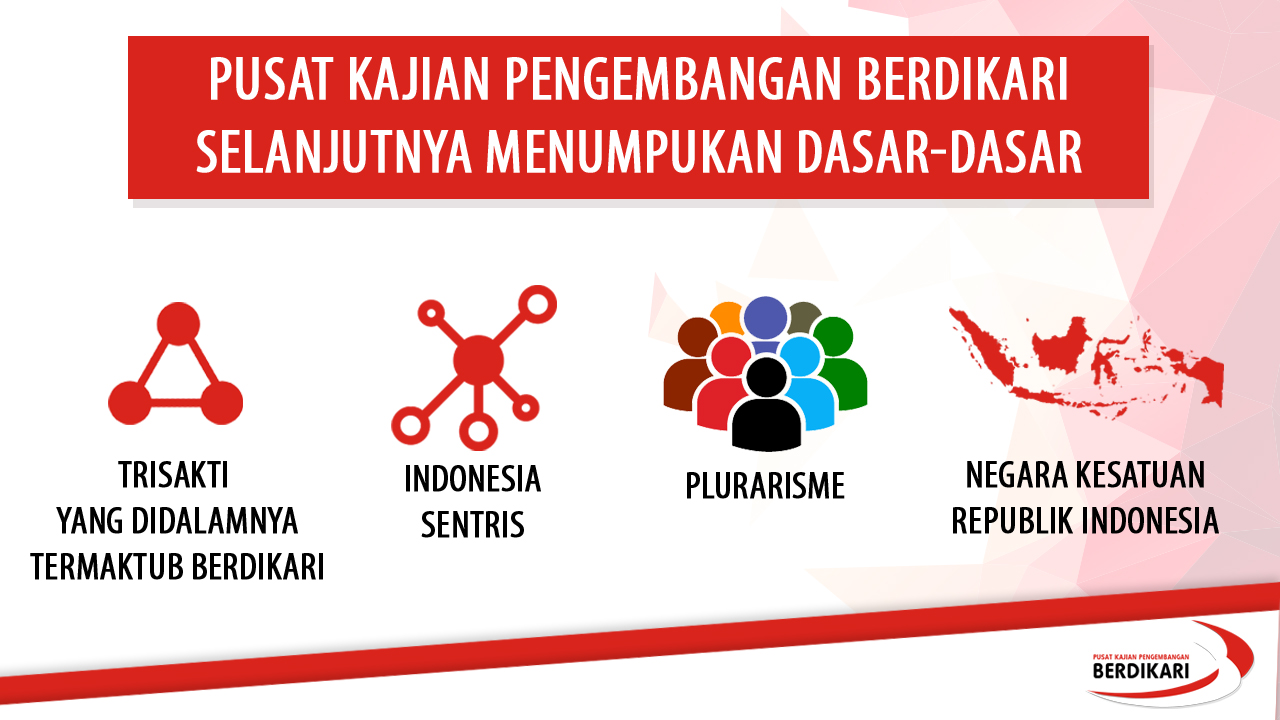 PUSAT KAJIAN PENGEMBANGAN BERDIKARI
SELANJUTNYA MENUMPUKAN DASAR-DASAR
TRISAKTI
YANG DIDALAMNYA
TERMAKTUB BERDIKARI
INDONESIA
SENTRIS
PLURARISME
NEGARA KESATUAN
REPUBLIK INDONESIA
PUSAT KAJIAN PENGEMBANGAN
BERDIKARI